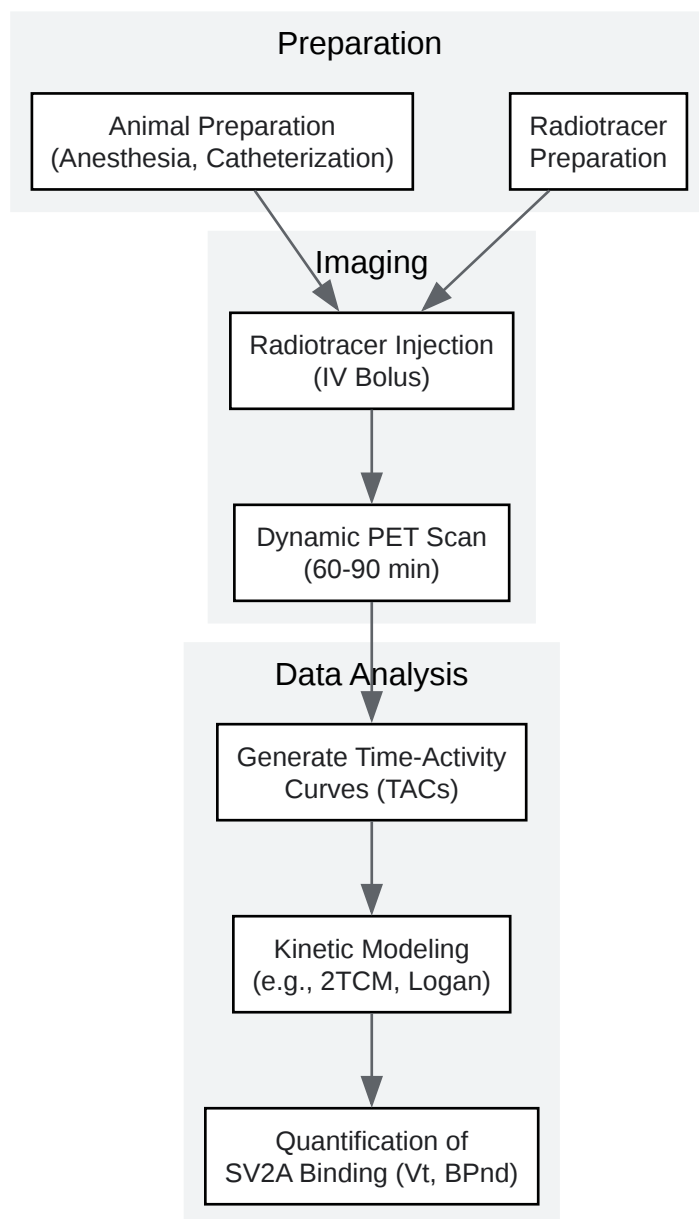 Preparation
Animal Preparation
(Anesthesia, Catheterization)
Radiotracer
Preparation
Imaging
Radiotracer Injection
(IV Bolus)
Dynamic PET Scan
(60-90 min)
Data Analysis
Generate Time-Activity
Curves (TACs)
Kinetic Modeling
(e.g., 2TCM, Logan)
Quantification of
SV2A Binding (Vt, BPnd)